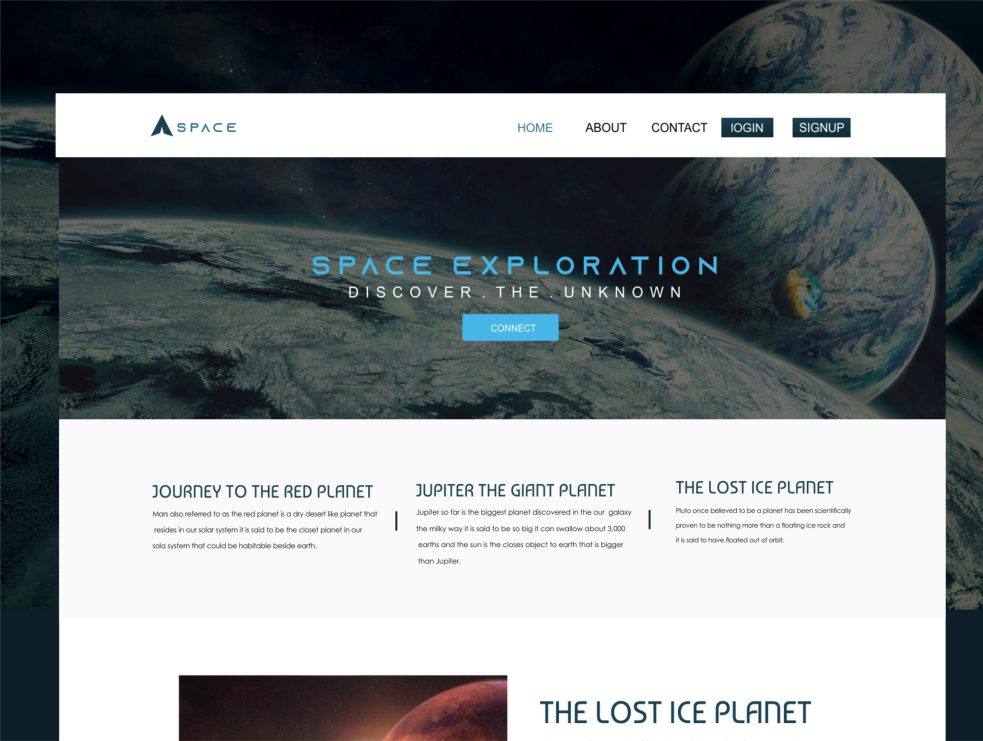 SPACE
HOME ABOUT CONTACT lOGIN SIGNUP
SPACE EXPLORATION
DISCOVER . THE . UNKNOWN
CONNECT
JOURNEY TO THE RED PLANET
Mars also referred to as the red planet is a dry desert like planet that
resides in our solar system it is said to be the closet planet in our
sola system that could be habitable beside earth.
JUPITER THE GIANT PLANET
Jupiter so far is the biggest planet discovered in the our galaxy
the milky way it is said to be so big it can swallow about 3,000
earths and the sun is the closes object to earth that is bigger
than Jupiter.
THE LOST ICE PLANET
Pluto once believed to be a planet has been scientifically
proven to be nothing more than a floating ice rock and
it is said to have floated out of orbit.
THE LOST ICE PLANET